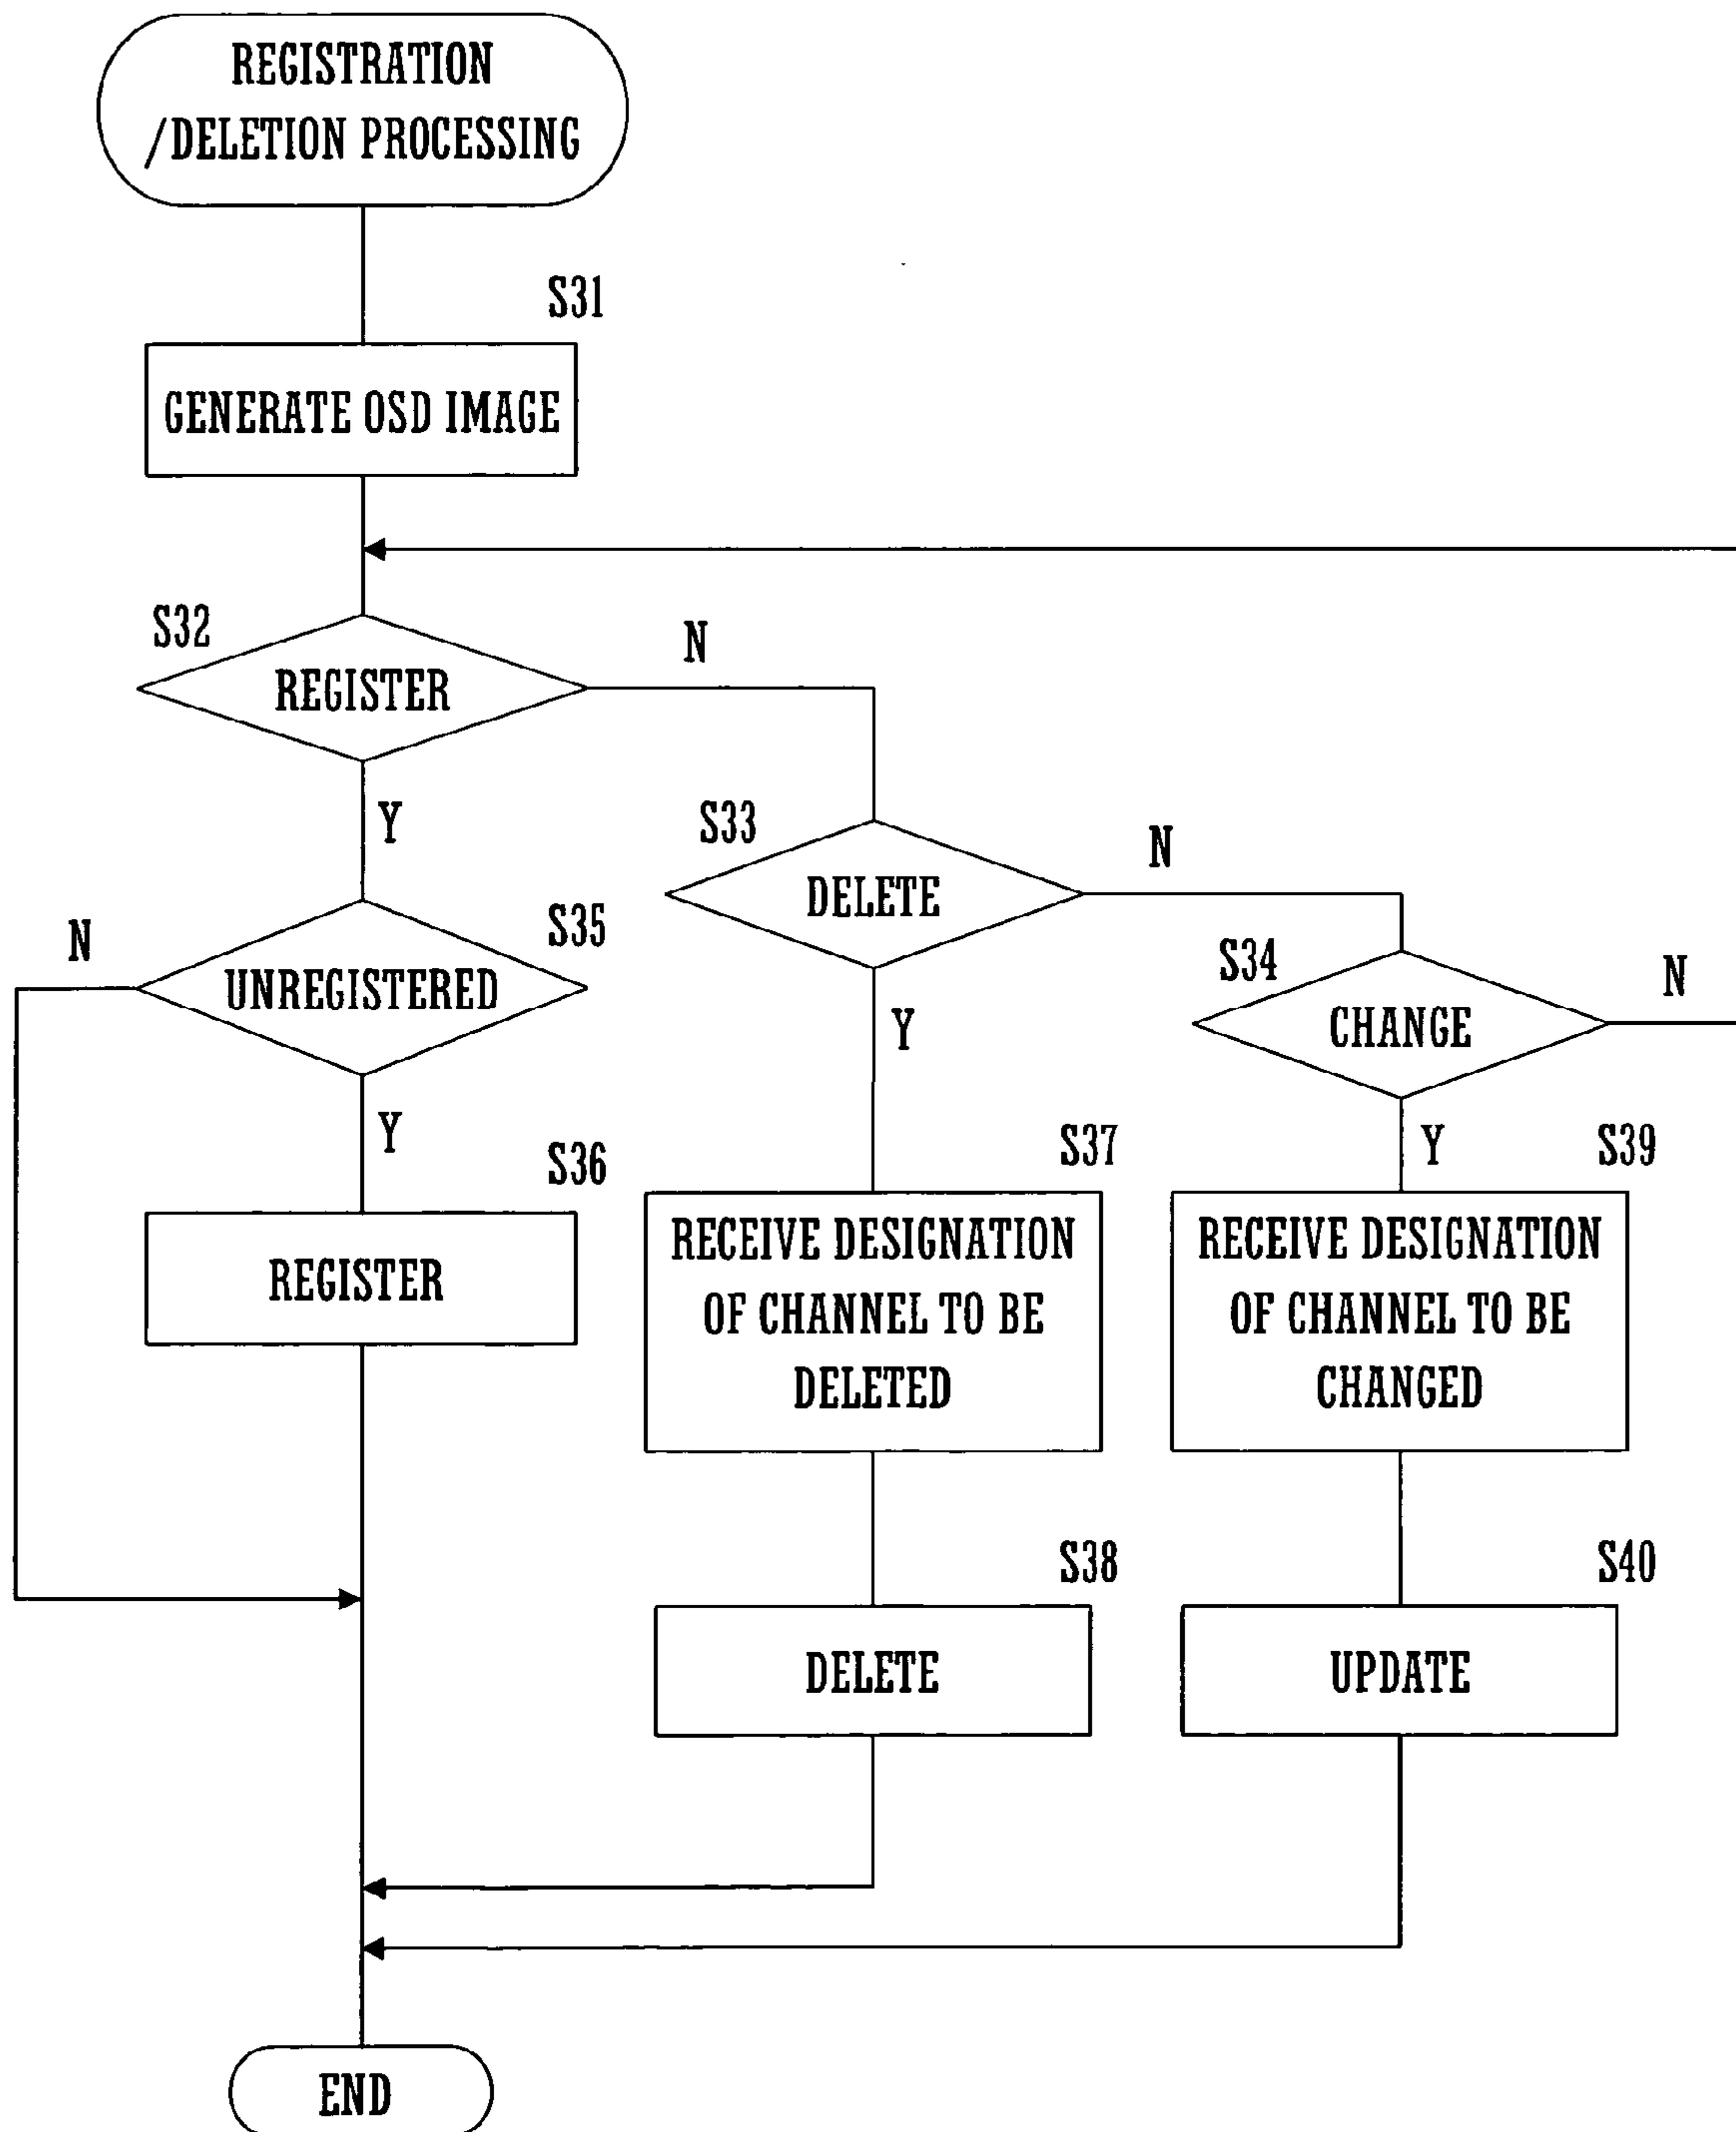 REGISTRATION
/DELETION PROCESSING
S31
GENERATE OSD IMAGE
S32
N
REGISTER
Y
S33
N
DELETE
N
S35
S34
N
UNREGISTERED
Y
CHANGE
Y
S36
S37
Y
S39
REGISTER
RECEIVE DESIGNATION
OF CHANNEL TO BE
DELETED
RECEIVE DESIGNATION
OF CHANNEL TO BE
CHANGED
S38
S40
DELETE
UPDATE
END